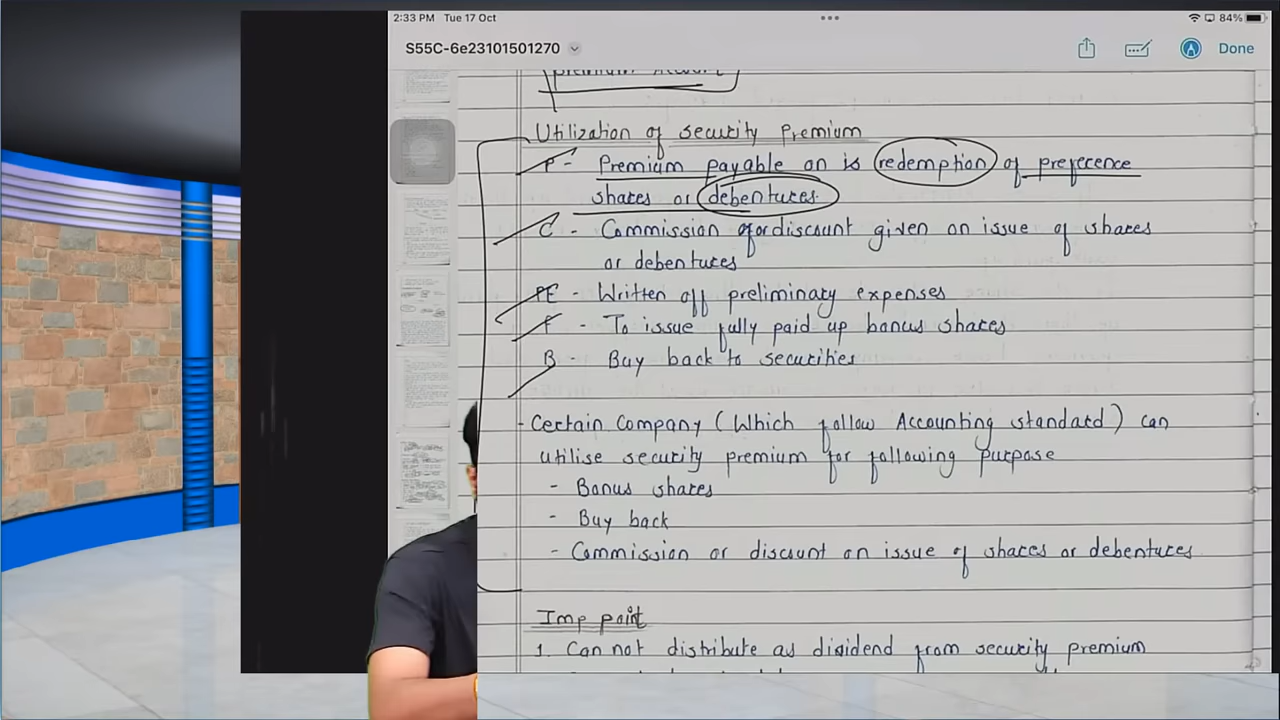 2:33 PM Tue 17 Oct
84%
S55C-6e23101501270
Done
premium Account
Utilization of security Premium
P - Premium payable on is redemption of preference
shares or debentures.
C - Commission or discount given on issue of shares
or debentures
PE - Written off preliminary expenses
F - To issue fully paid up bonus shares
B - Buy back to securities
- Certain Company (Which follow Accounting standard) can
utilise security premium for following purpose
- Bonus shares
- Buy back
- Commission or discount on issue of shares or debentures
Imp point
1. Can not distribute as dividend from security premium